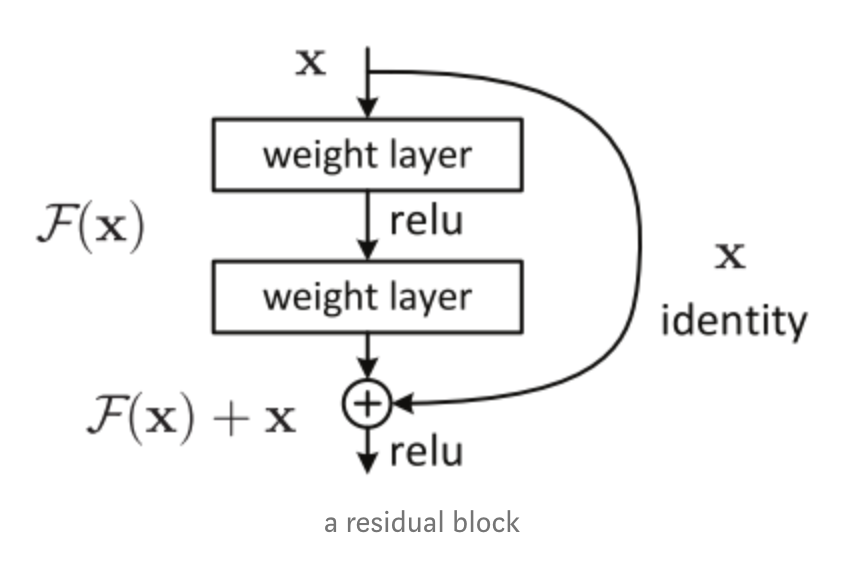 x
weight layer
relu
F(x)
weight layer
x
identity
F(x) + x
relu
a residual block